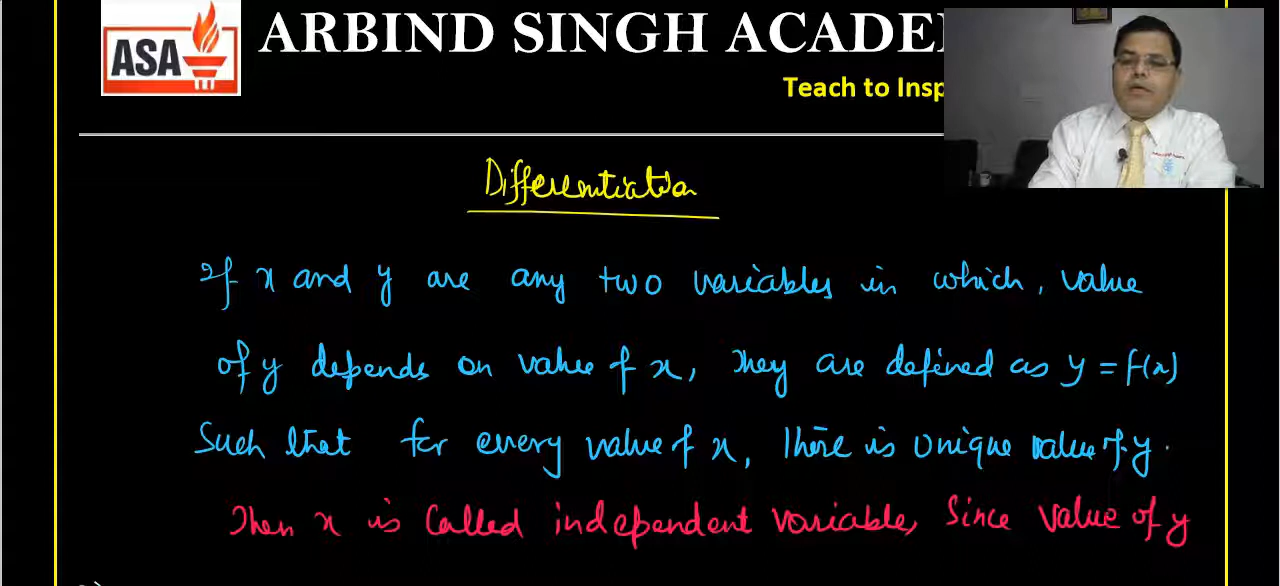 ASA
ARBIND SINGH ACADE
Teach to Insp
Differentiation
If x and y are any two variables in which, value
of y depends on value of x, They are defined as y = f(x)
Such that for every value of x, There is unique value of y.
Then x is called independent variable, Since value of y